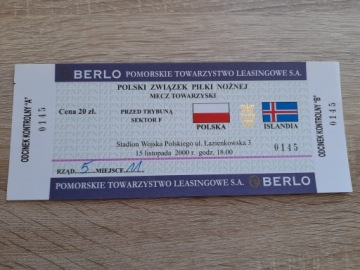 BERLO POMORSKIE TOWARZYSTWO LEASINGOWE S.A.
POLSKI ZWIĄZEK PIŁKI NOŻNEJ
MECZ TOWARZYSKI
Cena 20 zł.
PRZED TRYBUNĄ
SEKTOR F
POLSKA
ISLANDIA
Stadion Wojska Polskiego ul. Łazienkowska 3
15 listopad 2000 r. godz. 18.00
RZĄD. 5 MIEJSCE 11.
POMORSKIE TOWARZYSTWO LEASINGOWE S.A. BERLO
ODCINEK KONTROLNY "A"
0145
ODCINEK KONTROLNY "B"
0145